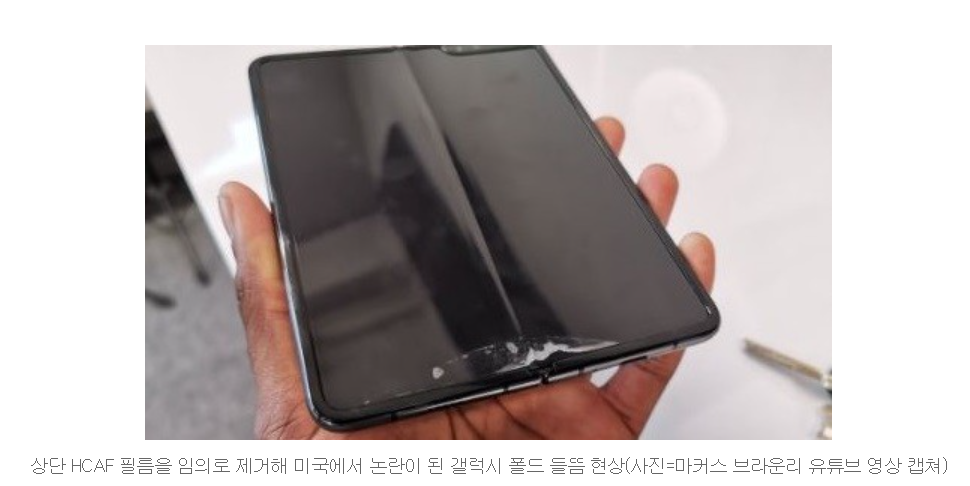 상단 HCAF 필름을 임의로 제거해 미국에서 논란이 된 갤럭시 폴드 들뜸 현상(사진=마커스 브라운리 유튜브 영상 캡쳐)